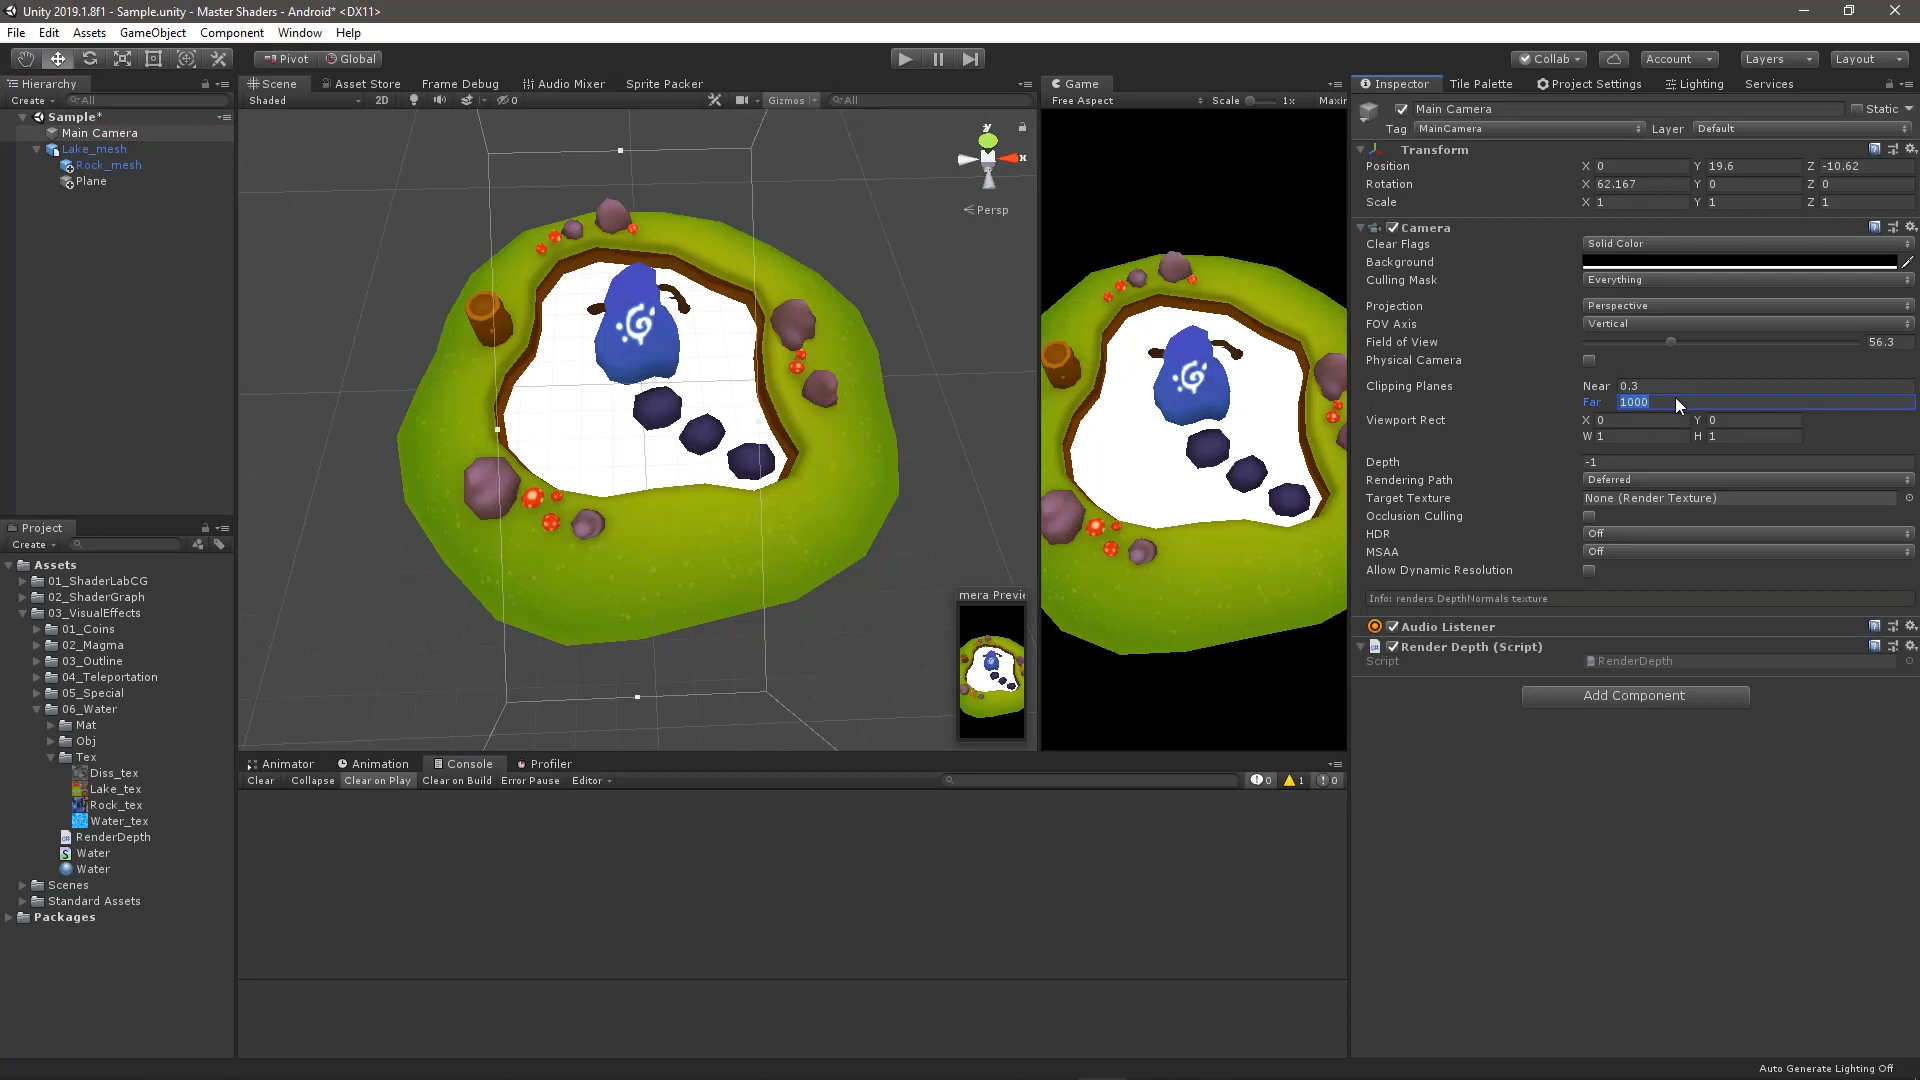 Unity 2019.1.8f1 - Sample.unity - Master Shaders - Android* <DX11>
File Edit Assets GameObject Component Window Help
Pivot Global Collab Account Layers Layout
Hierarchy
Create All
Sample*
Main Camera
Lake_mesh
Rock_mesh
Plane
Scene Asset Store Frame Debug Audio Mixer Sprite Packer
Shaded 2D 0 Gizmos All
y
x
Persp
mera Previe
Game
Free Aspect Scale 1x Maxir
Inspector Tile Palette Project Settings Lighting Services
Main Camera Static
Tag MainCamera Layer Default
Transform
Position X 0 Y 19.6 Z -10.62
Rotation X 62.167 Y 0 Z 0
Scale X 1 Y 1 Z 1
Camera
Clear Flags Solid Color
Background
Culling Mask Everything
Projection Perspective
FOV Axis Vertical
Field of View 56.3
Physical Camera
Clipping Planes Near 0.3
Far 1000
Viewport Rect X 0 Y 0
W 1 H 1
Depth -1
Rendering Path Deferred
Target Texture None (Render Texture)
Occlusion Culling
HDR Off
MSAA Off
Allow Dynamic Resolution
Info: renders DepthNormals texture
Audio Listener
Render Depth (Script)
Script RenderDepth
Add Component
Project
Create
Assets
01_ShaderLabCG
02_ShaderGraph
03_VisualEffects
01_Coins
02_Magma
03_Outline
04_Teleportation
05_Special
06_Water
Mat
Obj
Tex
Diss_tex
Lake_tex
Rock_tex
Water_tex
RenderDepth
Water
Water
Scenes
Standard Assets
Packages
Animator Animation Console Profiler
Clear Collapse Clear on Play Clear on Build Error Pause Editor 0 1 0
Auto Generate Lighting Off